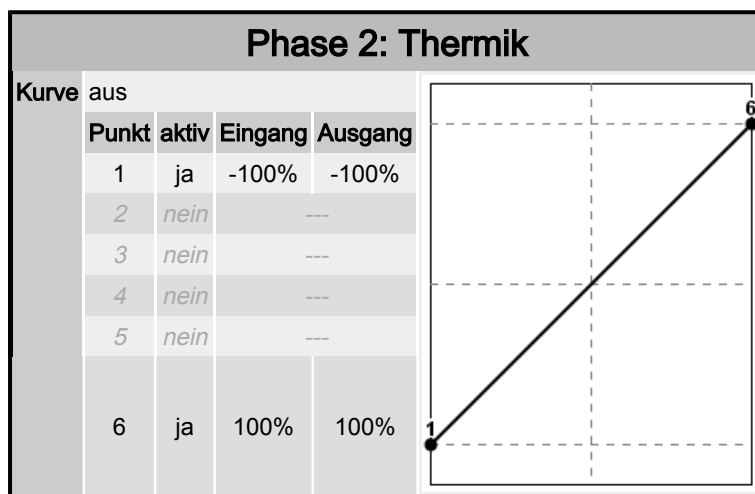 Phase 2: Thermik
Kurve aus
Punkt aktiv Eingang Ausgang
1 ja -100% -100%
2 nein ---
3 nein ---
4 nein ---
5 nein ---
6 ja 100% 100%
6
1